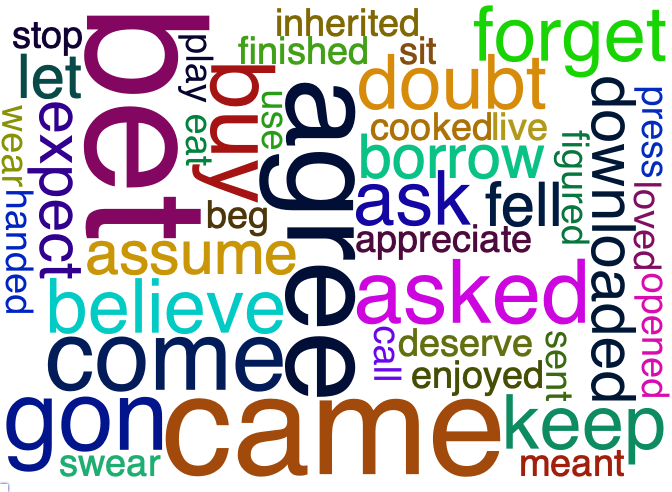 inherited
stop
play
forget
finished
sit
let
bet
buy
doubt
use
agree
cooked
live
downloaded
press
wear
expect
eat
borrow
figured
ask
fell
loved
handed
beg
appreciate
assume
believe
asked
opened
come
call
deserve
sent
enjoyed
gon
came
keep
swear
meant